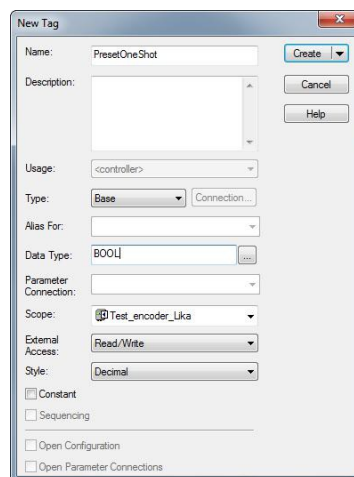 New Tag
Name: PresetOneShot Create
Description: Cancel
Help
Usage: <controller>
Type: Base Connection...
Alias For:
Data Type: BOOL ...
Parameter
Connection:
Scope: Test_encoder_Lika
External
Access: Read/Write
Style: Decimal
Constant
Sequencing
Open Configuration
Open Parameter Connections